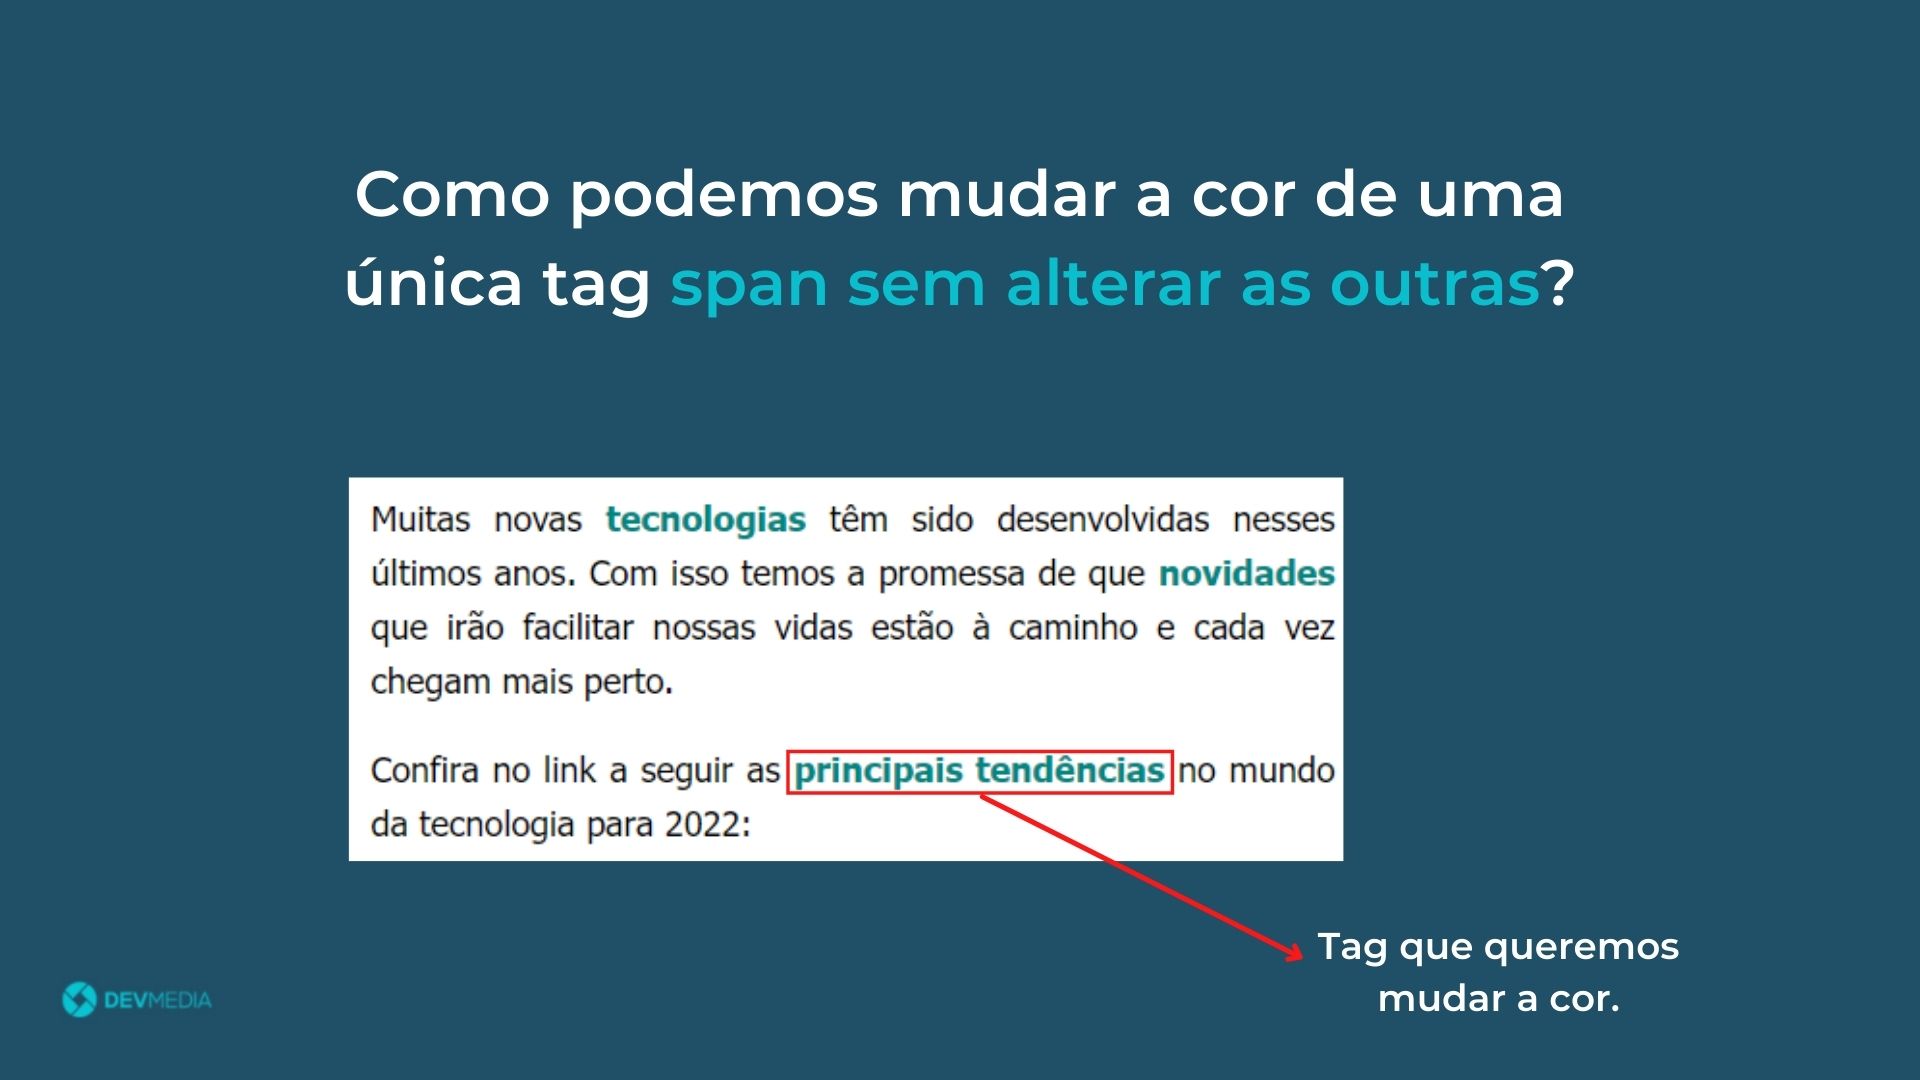 Como podemos mudar a cor de uma
única tag span sem alterar as outras?
Muitas novas tecnologias têm sido desenvolvidas nesses
últimos anos. Com isso temos a promessa de que novidades
que irão facilitar nossas vidas estão à caminho e cada vez
chegam mais perto.
Confira no link a seguir as principais tendências no mundo
da tecnologia para 2022:
Tag que queremos
mudar a cor.
DEVMEDIA